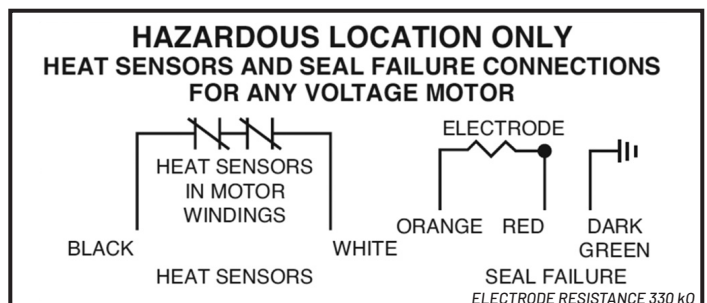 HAZARDOUS LOCATION ONLY
HEAT SENSORS AND SEAL FAILURE CONNECTIONS
FOR ANY VOLTAGE MOTOR
ELECTRODE
HEAT SENSORS
IN MOTOR
WINDINGS
ORANGE RED DARK
GREEN
BLACK WHITE
HEAT SENSORS SEAL FAILURE
ELECTRODE RESISTANCE 330 kΩ